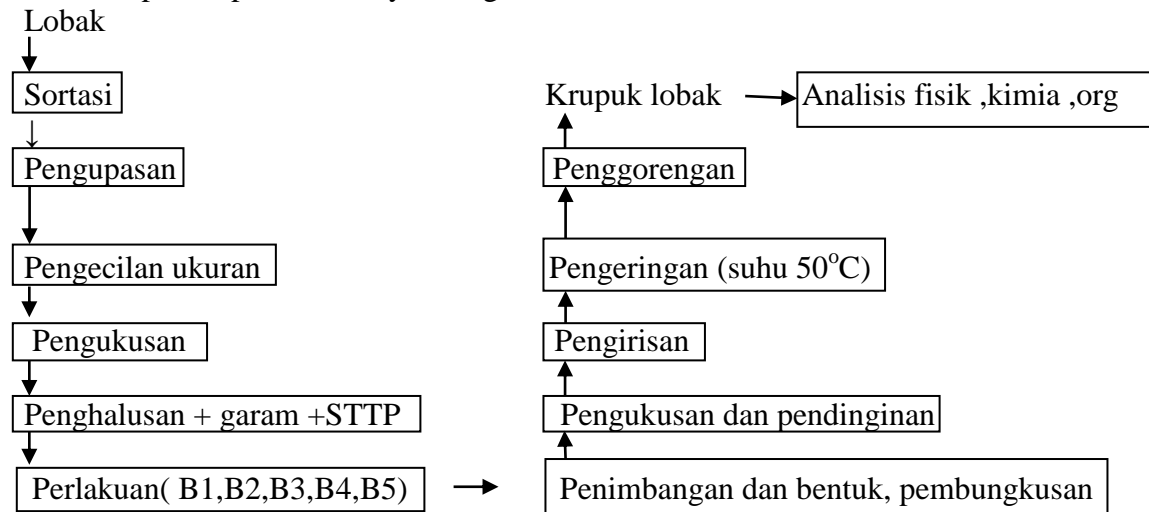 Lobak
Sortasi
Pengupasan
Pengecilan ukuran
Pengukusan
Penghalusan + garam +STTP
Perlakuan( B1,B2,B3,B4,B5)
Krupuk lobak
Analisis fisik ,kimia ,org
Penggorengan
Pengeringan (suhu 50°C)
Pengirisan
Pengukusan dan pendinginan
Penimbangan dan bentuk, pembungkusan